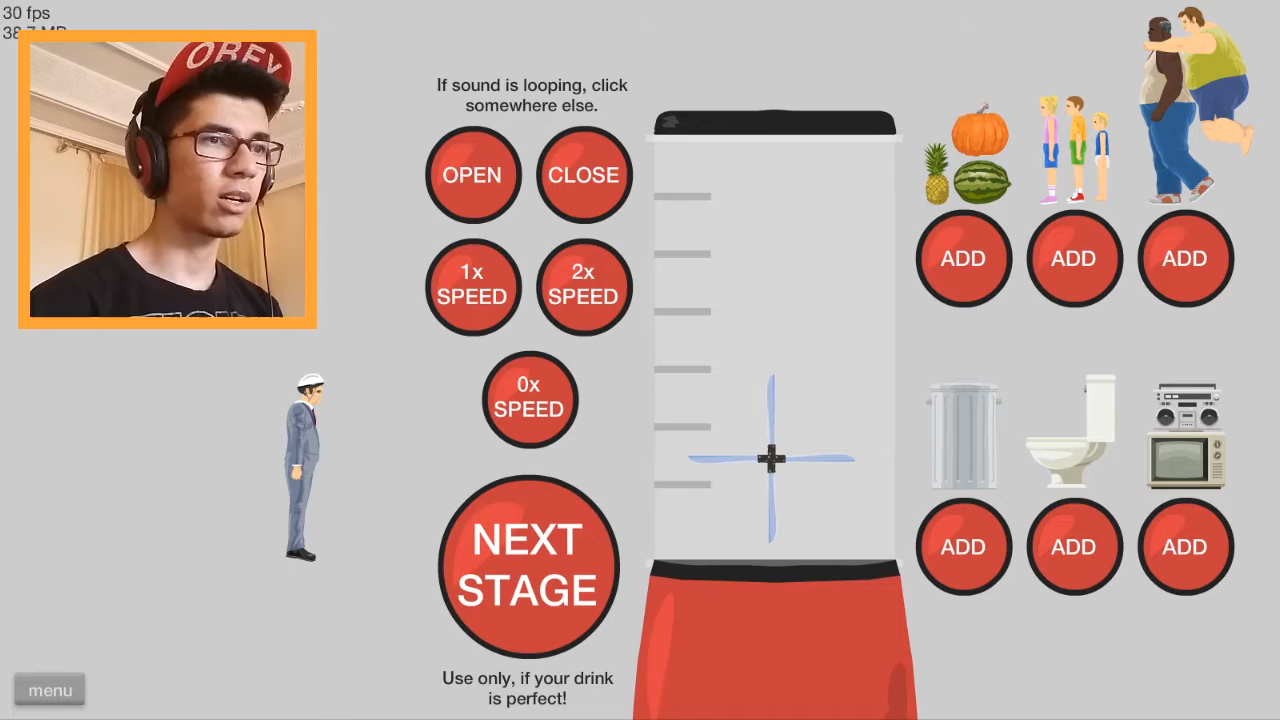 30 fps
OBEY
If sound is looping, click
somewhere else.
OPEN
CLOSE
1x
SPEED
2x
SPEED
0x
SPEED
NEXT
STAGE
Use only, if your drink
is perfect!
ADD
ADD
ADD
ADD
ADD
ADD
menu